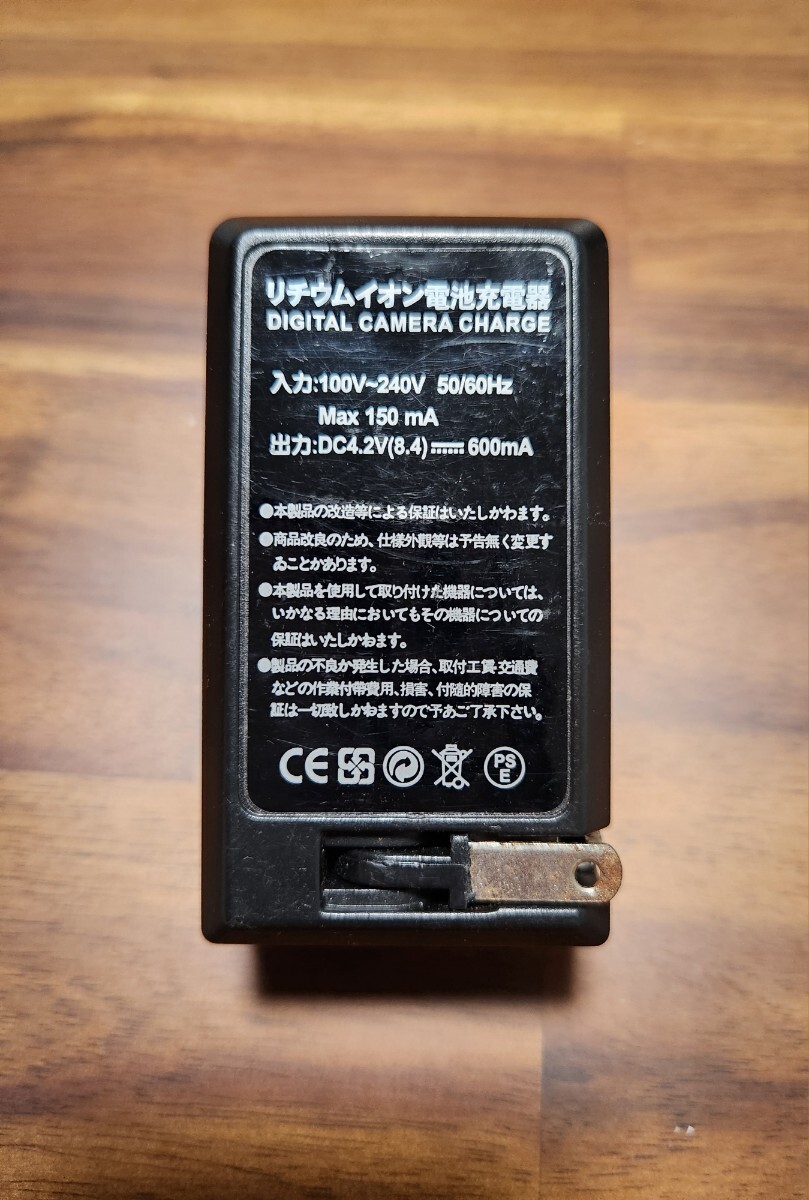 リチウムイオン電池充電器
DIGITAL CAMERA CHARGE
入力:100V~240V 50/60Hz
Max 150 mA
出力:DC4.2V(8.4)⎓600mA
●本製品の改造等による保証はいたしかわます。
●商品改良のため、仕様外観等は予告無く変更す
ゐことかあります。
●本製品を使用して取り付けた機器については、
いかなる理由においてもその機器についての
保証はいたしかわます。
●製品の不良か発生した場合、取付工賃·交通費
などの作業付帯費用、損害、付随的障害の保
証は一切致しかねますので予あご了承下さい。
CE
PS
E